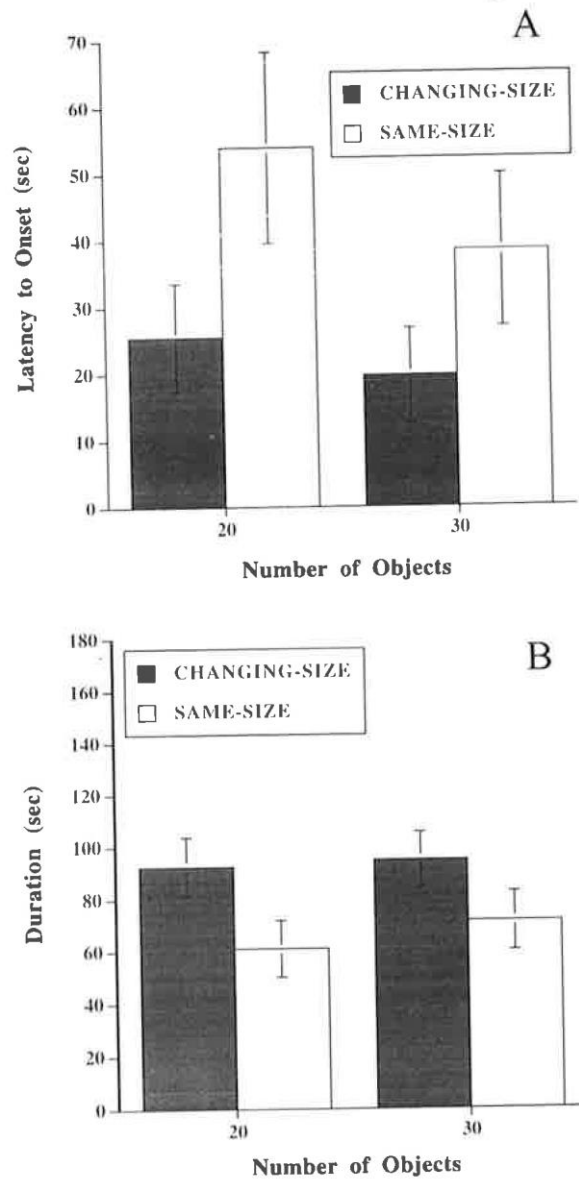 A
70
60
50
40
30
20
10
0
Latency to Onset (sec)
CHANGING-SIZE
SAME-SIZE
20
30
Number of Objects
B
180
160
140
120
100
80
60
40
20
0
Duration (sec)
CHANGING-SIZE
SAME-SIZE
20
30
Number of Objects